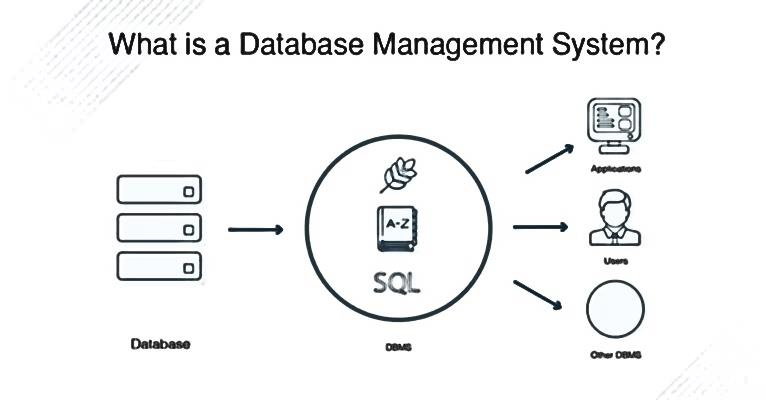 What is a Database Management System?
Applications
A-Z
Users
SQL
Database
DBMS
Other DBMS